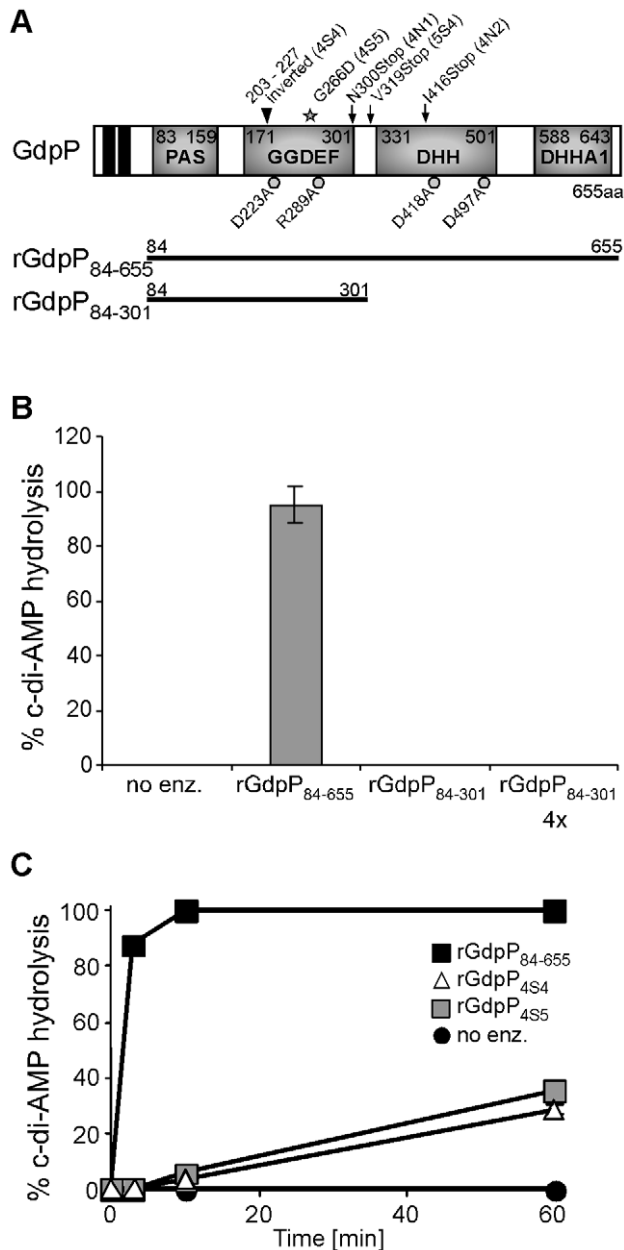 A
203 - 227
inverted (4S4)
G266D (4S5)
N300Stop (4N1)
V319Stop (5S4)
I416Stop (4N2)
GdpP
83 159
PAS
171 301
GGDEF
331 501
DHH
588 643
DHHA1
D223A
R289A
D418A
D497A
655aa
rGdpP84-655
84 655
rGdpP84-301
84 301
B
% c-di-AMP hydrolysis
120
100
80
60
40
20
0
no enz.
rGdpP84-655
rGdpP84-301
rGdpP84-301
4x
C
% c-di-AMP hydrolysis
100
80
60
40
20
0
rGdpP84-655
rGdpP4S4
rGdpP4S5
no enz.
0 20 40 60
Time [min]